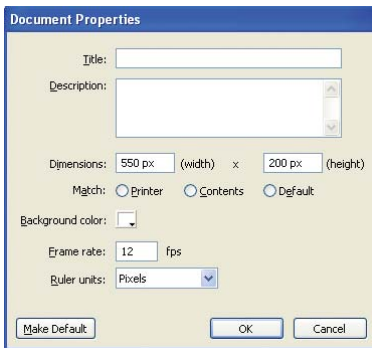 Document Properties
Title:
Description:
Dimensions: 550 px (width) x 200 px (height)
Match: Printer Contents Default
Background color:
Frame rate: 12 fps
Ruler units: Pixels
Make Default OK Cancel